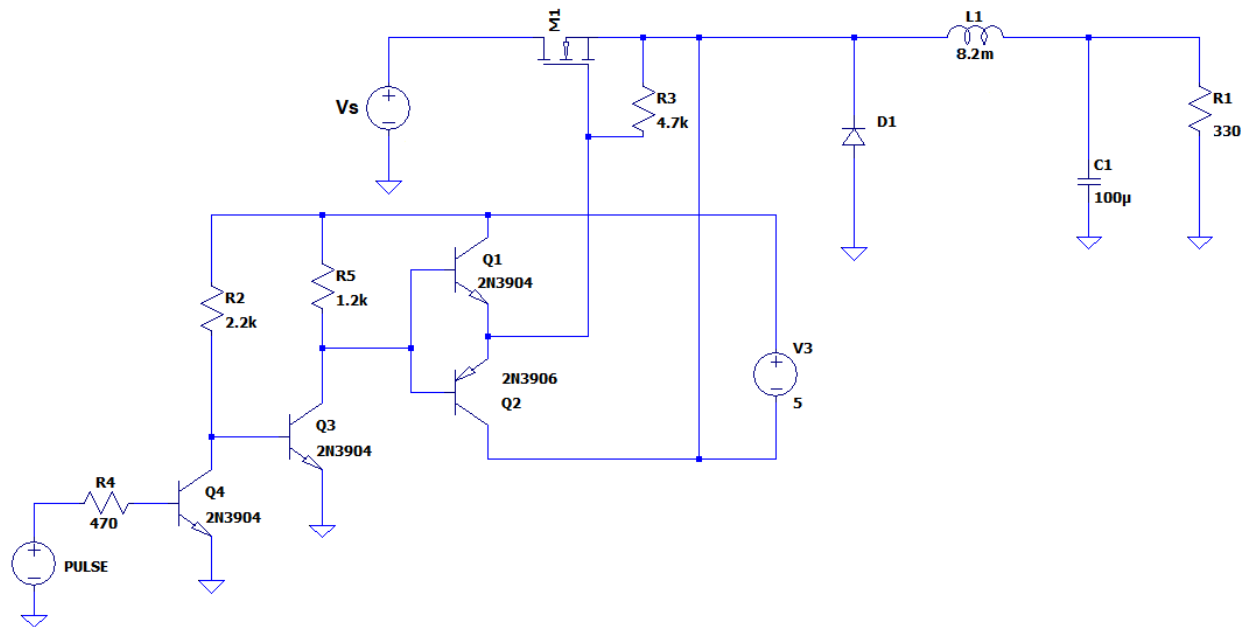 M1
L1
8.2m
Vs
R3
4.7k
D1
R1
330
C1
100µ
Q1
2N3904
R5
1.2k
R2
2.2k
V3
5
2N3906
Q2
Q3
2N3904
R4
470
Q4
2N3904
PULSE